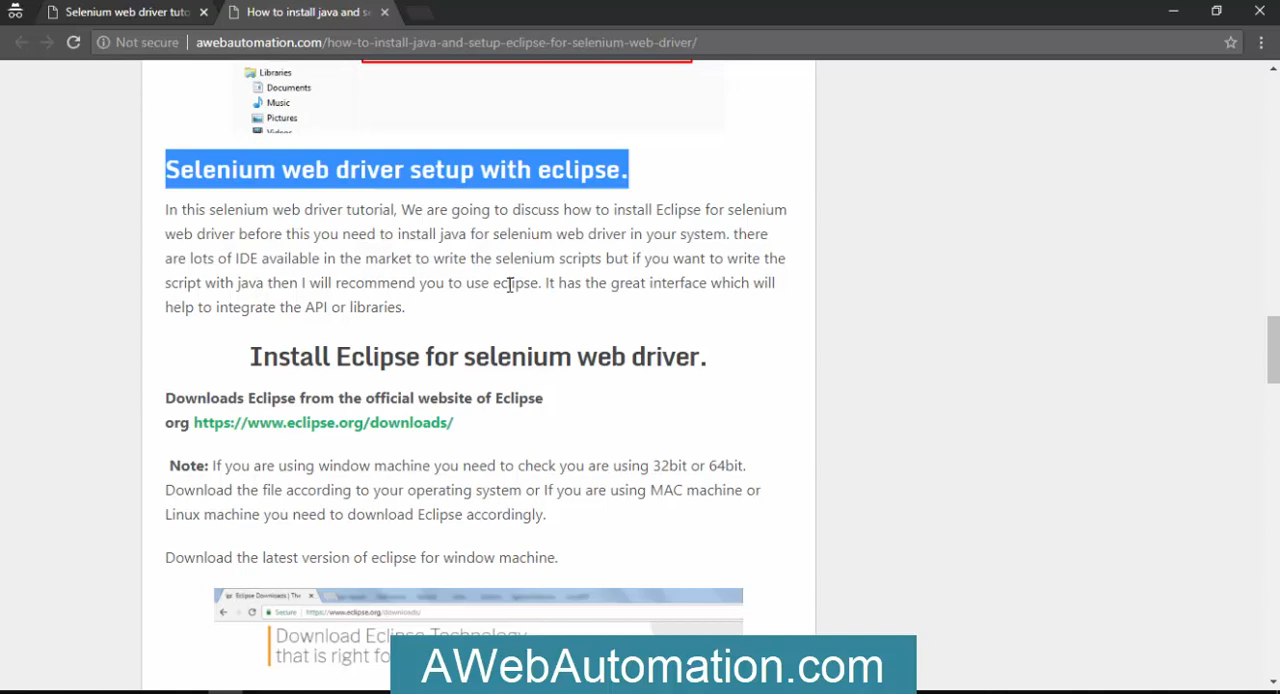 Selenium web driver tuto
How to install java and se
Not secure
awebautomation.com/how-to-install-java-and-setup-eclipse-for-selenium-web-driver/
Libraries
Documents
Music
Pictures
Videos
Selenium web driver setup with eclipse.
In this selenium web driver tutorial, We are going to discuss how to install Eclipse for selenium
web driver before this you need to install java for selenium web driver in your system. there
are lots of IDE available in the market to write the selenium scripts but if you want to write the
script with java then I will recommend you to use eclipse. It has the great interface which will
help to integrate the API or libraries.
Install Eclipse for selenium web driver.
Downloads Eclipse from the official website of Eclipse
org https://www.eclipse.org/downloads/
Note: If you are using window machine you need to check you are using 32bit or 64bit.
Download the file according to your operating system or If you are using MAC machine or
Linux machine you need to download Eclipse accordingly.
Download the latest version of eclipse for window machine.
Eclipse Downloads | The
Secure https://www.eclipse.org/downloads/
Download Eclipse Technology
that is right fo
AWebAutomation.com